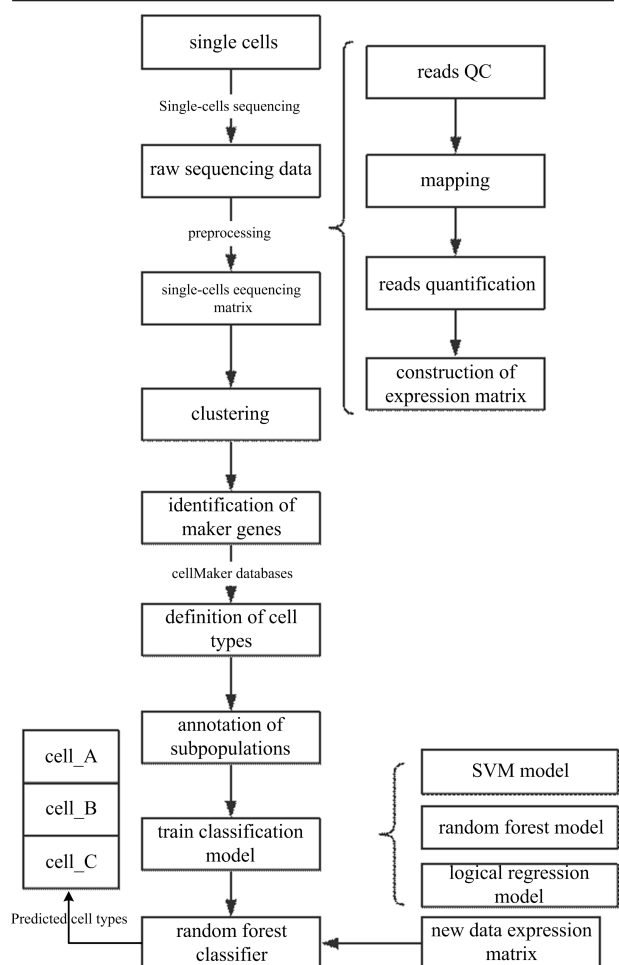 single cells
Single-cells sequencing
raw sequencing data
preprocessing
single-cells eequencing
matrix
clustering
identification of
maker genes
cellMaker databases
definition of cell
types
annotation of
subpopulations
train classification
model
random forest
classifier
reads QC
mapping
reads quantification
construction of
expression matrix
SVM model
random forest model
logical regression
model
new data expression
matrix
cell_A
cell_B
cell_C
Predicted cell types